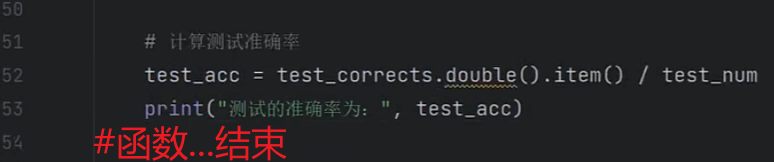 50
51 # 计算测试准确率
52 test_acc = test_corrects.double().item() / test_num
53 print("测试的准确率为：", test_acc)
54 #函数...结束